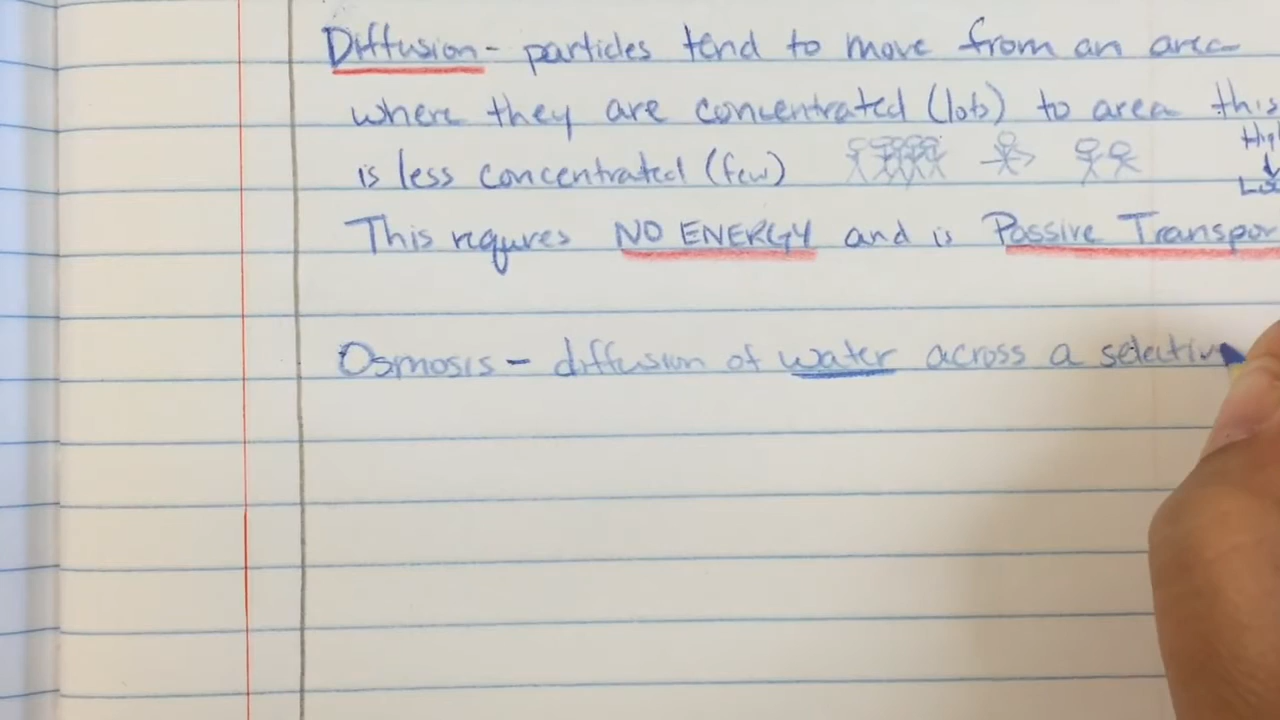 Diffusion - particles tend to move from an area
where they are concentrated (lots) to area this
is less concentrated (few)
This requres NO ENERGY and is Passive Transpor
Osmosis - diffusion of water across a selectiv